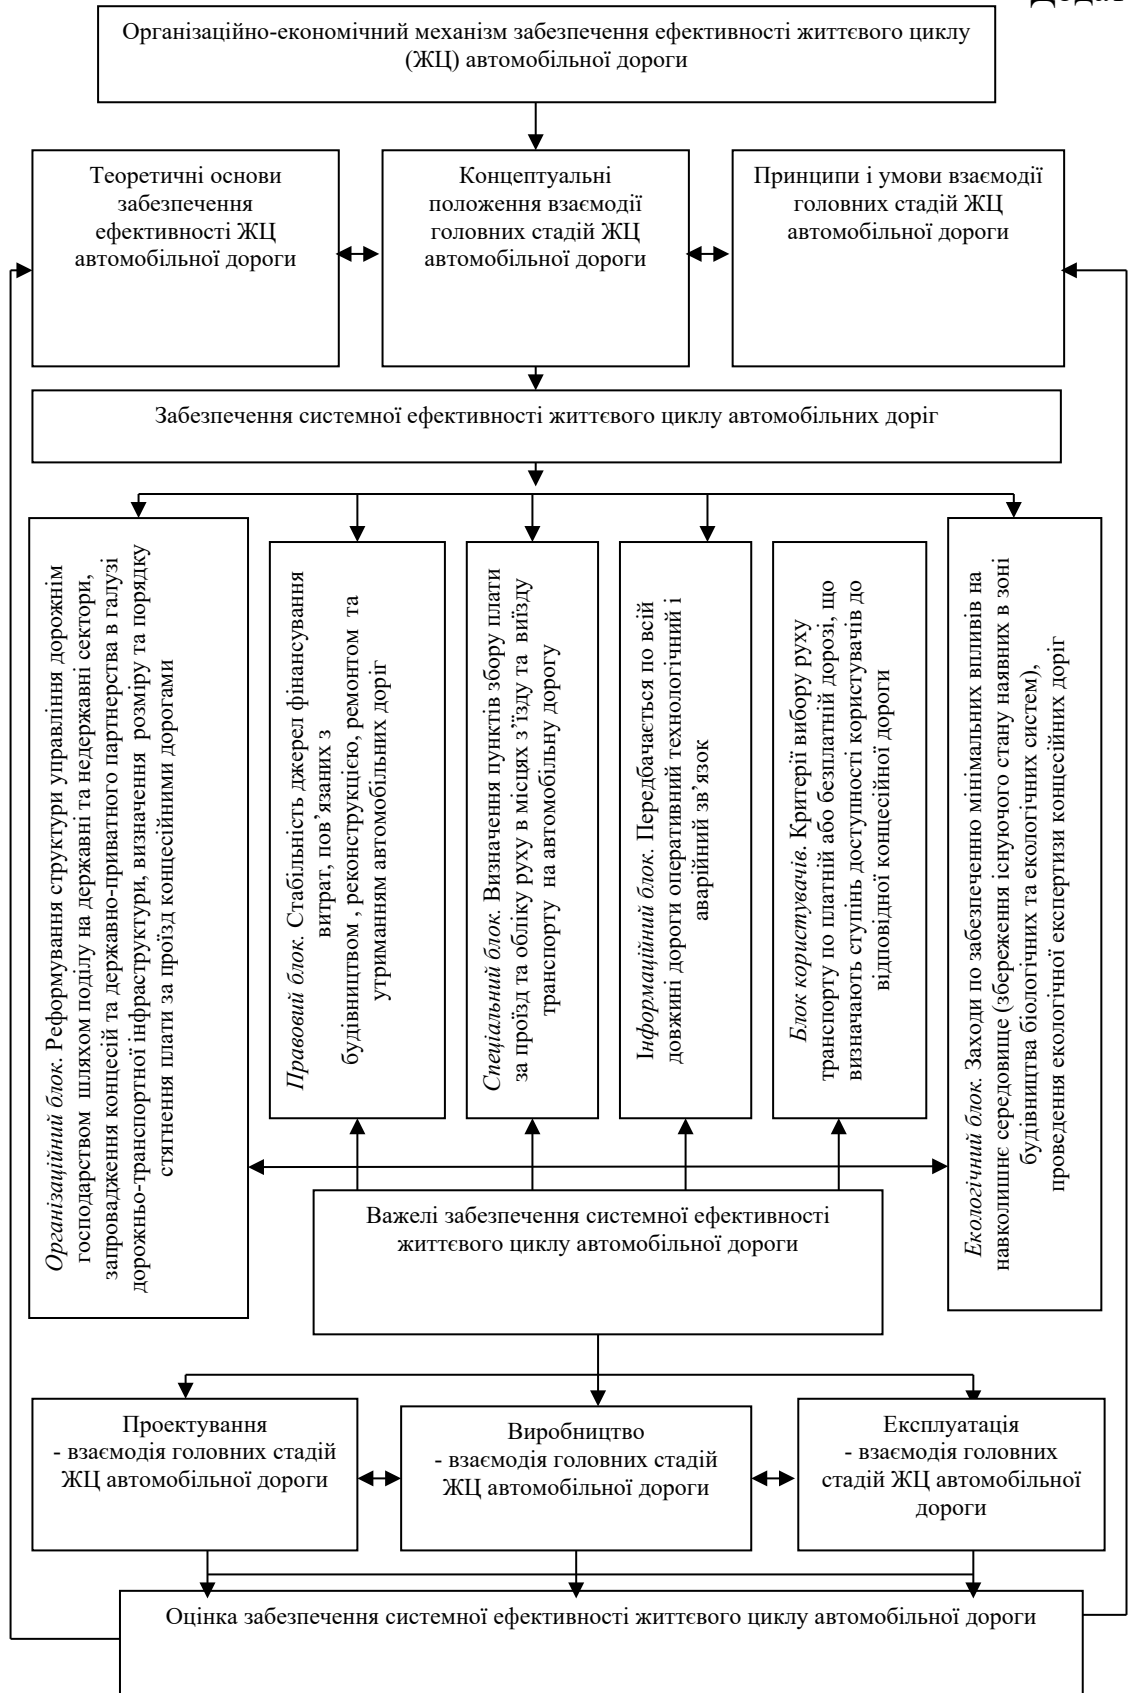 Організаційно-економічний механізм забезпечення ефективності життєвого циклу
(ЖЦ) автомобільної дороги
Теоретичні основи
забезпечення
ефективності ЖЦ
автомобільної дороги
Концептуальні
положення взаємодії
головних стадій ЖЦ
автомобільної дороги
Принципи і умови взаємодії
головних стадій ЖЦ
автомобільної дороги
Забезпечення системної ефективності життєвого циклу автомобільних доріг
Організаційний блок. Реформування структури управління дорожнім
господарством шляхом поділу на державні та недержавні сектори,
запровадження концесій та державно-приватного партнерства в галузі
дорожньо-транспортної інфраструктури, визначення розміру та порядку
стягнення плати за проїзд концесійними дорогами
Правовий блок. Стабільність джерел фінансування
витрат, пов’язаних з
будівництвом , реконструкцією, ремонтом та
утриманням автомобільних доріг
Спеціальний блок. Визначення пунктів збору плати
за проїзд та обліку руху в місцях з’їзду та виїзду
транспорту на автомобільну дорогу
Інформаційний блок. Передбачається по всій
довжині дороги оперативний технологічний і
аварійний зв’язок
Блок користувачів. Критерії вибору руху
транспорту по платній або безплатній дорозі, що
визначають ступінь доступності користувачів до
відповідної концесійної дороги
Екологічний блок. Заходи по забезпеченню мінімальних впливів на
навколишнє середовище (збереження існуючого стану наявних в зоні
будівництва біологічних та екологічних систем),
проведення екологічної експертизи концесійних доріг
Важелі забезпечення системної ефективності
життєвого циклу автомобільної дороги
Проектування
- взаємодія головних стадій
ЖЦ автомобільної дороги
Виробництво
- взаємодія головних стадій
ЖЦ автомобільної дороги
Експлуатація
- взаємодія головних
стадій ЖЦ автомобільної
дороги
Оцінка забезпечення системної ефективності життєвого циклу автомобільної дороги